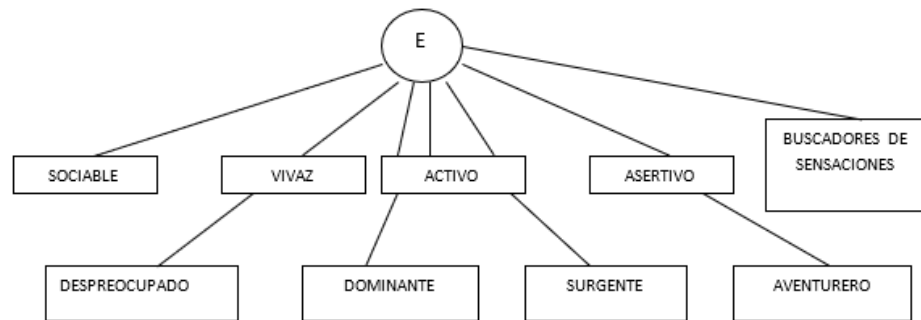 E
SOCIABLE
VIVAZ
ACTIVO
ASERTIVO
BUSCADORES DE
SENSACIONES
DESPREOCUPADO
DOMINANTE
SURGENTE
AVENTURERO